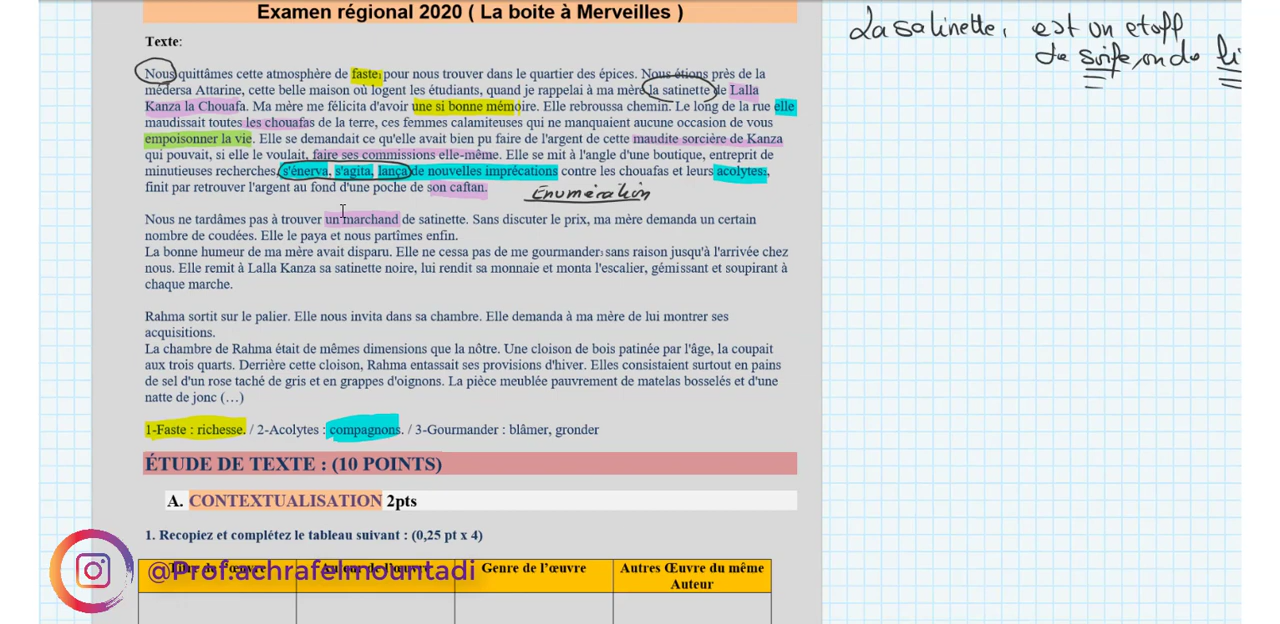 Examen régional 2020 ( La boite à Merveilles )
Lasalinette, est un etoff
de soife, on do li
Texte:
Nous quittâmes cette atmosphère de faste₁ pour nous trouver dans le quartier des épices. Nous étions près de la
médersa Attarine, cette belle maison où logent les étudiants, quand je rappelai à ma mère la satinette de Lalla
Kanza la Chouafa. Ma mère me félicita d'avoir une si bonne mémoire. Elle rebroussa chemin. Le long de la rue elle
maudissait toutes les chouafas de la terre, ces femmes calamiteuses qui ne manquaient aucune occasion de vous
empoisonner la vie. Elle se demandait ce qu'elle avait bien pu faire de l'argent de cette maudite sorcière de Kanza
qui pouvait, si elle le voulait, faire ses commissions elle-même. Elle se mit à l'angle d'une boutique, entreprit de
minutieuses recherches, s'énerva, s'agita, lança de nouvelles imprécations contre les chouafas et leurs acolytes₂,
finit par retrouver l'argent au fond d'une poche de son caftan.
Enumération
Nous ne tardâmes pas à trouver un marchand de satinette. Sans discuter le prix, ma mère demanda un certain
nombre de coudées. Elle le paya et nous partîmes enfin.
La bonne humeur de ma mère avait disparu. Elle ne cessa pas de me gourmander₃ sans raison jusqu'à l'arrivée chez
nous. Elle remit à Lalla Kanza sa satinette noire, lui rendit sa monnaie et monta l'escalier, gémissant et soupirant à
chaque marche.
Rahma sortit sur le palier. Elle nous invita dans sa chambre. Elle demanda à ma mère de lui montrer ses
acquisitions.
La chambre de Rahma était de mêmes dimensions que la nôtre. Une cloison de bois patinée par l'âge, la coupait
aux trois quarts. Derrière cette cloison, Rahma entassait ses provisions d'hiver. Elles consistaient surtout en pains
de sel d'un rose taché de gris et en grappes d'oignons. La pièce meublée pauvrement de matelas bosselés et d'une
natte de jonc (…)
1-Faste : richesse. / 2-Acolytes : compagnons. / 3-Gourmander : blâmer, gronder
ÉTUDE DE TEXTE : (10 POINTS)
A. CONTEXTUALISATION 2pts
1. Recopiez et complétez le tableau suivant : (0,25 pt x 4)
Titre de l'œuvre Auteur de l'œuvre Genre de l'œuvre Autres Œuvre du même
Auteur
@Prof.achrafelmountadi